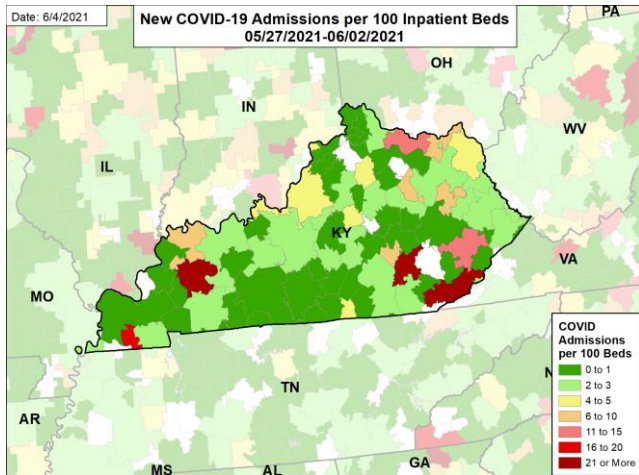 Date: 6/4/2021
New COVID-19 Admissions per 100 Inpatient Beds
05/27/2021-06/02/2021
PA
OH
IN
WV
IL
KY
VA
MO
TN
AR
MS
AL
GA
N
COVID
Admissions
per 100 Beds
0 to 1
2 to 3
4 to 5
6 to 10
11 to 15
16 to 20
21 or More